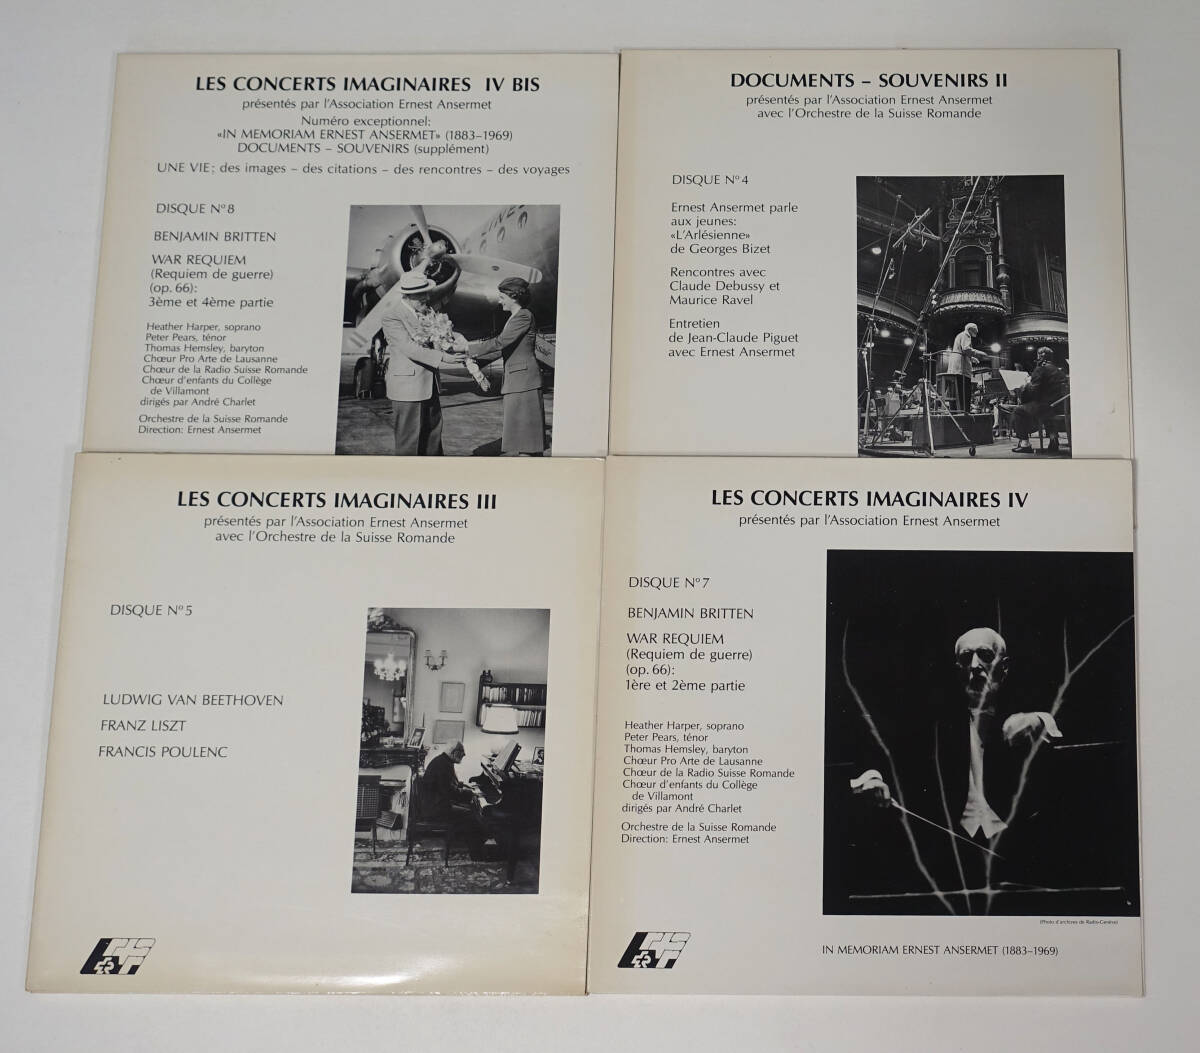 LES CONCERTS IMAGINAIRES IV BIS
présentés par l'Association Ernest Ansermet
Numéro exceptionnel:
«IN MEMORIAM ERNEST ANSERMET» (1883–1969)
DOCUMENTS – SOUVENIRS (supplément)
UNE VIE; des images – des citations – des rencontres – des voyages
DISQUE Nº 8
BENJAMIN BRITTEN
WAR REQUIEM
(Requiem de guerre)
(op. 66):
3ème et 4ème partie
Heather Harper, soprano
Peter Pears, ténor
Thomas Hemsley, baryton
Chœur Pro Arte de Lausanne
Chœur de la Radio Suisse Romande
Chœur d'enfants du Collège
de Villamont
dirigés par André Charlet
Orchestre de la Suisse Romande
Direction: Ernest Ansermet
DOCUMENTS – SOUVENIRS II
présentés par l'Association Ernest Ansermet
avec l'Orchestre de la Suisse Romande
DISQUE Nº 4
Ernest Ansermet parle
aux jeunes:
«L'Arlésienne»
de Georges Bizet
Rencontres avec
Claude Debussy et
Maurice Ravel
Entretien
de Jean-Claude Piguet
avec Ernest Ansermet
LES CONCERTS IMAGINAIRES III
présentés par l'Association Ernest Ansermet
avec l'Orchestre de la Suisse Romande
DISQUE Nº 5
LUDWIG VAN BEETHOVEN
FRANZ LISZT
FRANCIS POULENC
LES CONCERTS IMAGINAIRES IV
présentés par l'Association Ernest Ansermet
DISQUE Nº 7
BENJAMIN BRITTEN
WAR REQUIEM
(Requiem de guerre)
(op. 66):
1ère et 2ème partie
Heather Harper, soprano
Peter Pears, ténor
Thomas Hemsley, baryton
Chœur Pro Arte de Lausanne
Chœur de la Radio Suisse Romande
Chœur d'enfants du Collège
de Villamont
dirigés par André Charlet
Orchestre de la Suisse Romande
Direction: Ernest Ansermet
(Photo d'archives de Radio-Genève)
IN MEMORIAM ERNEST ANSERMET (1883–1969)